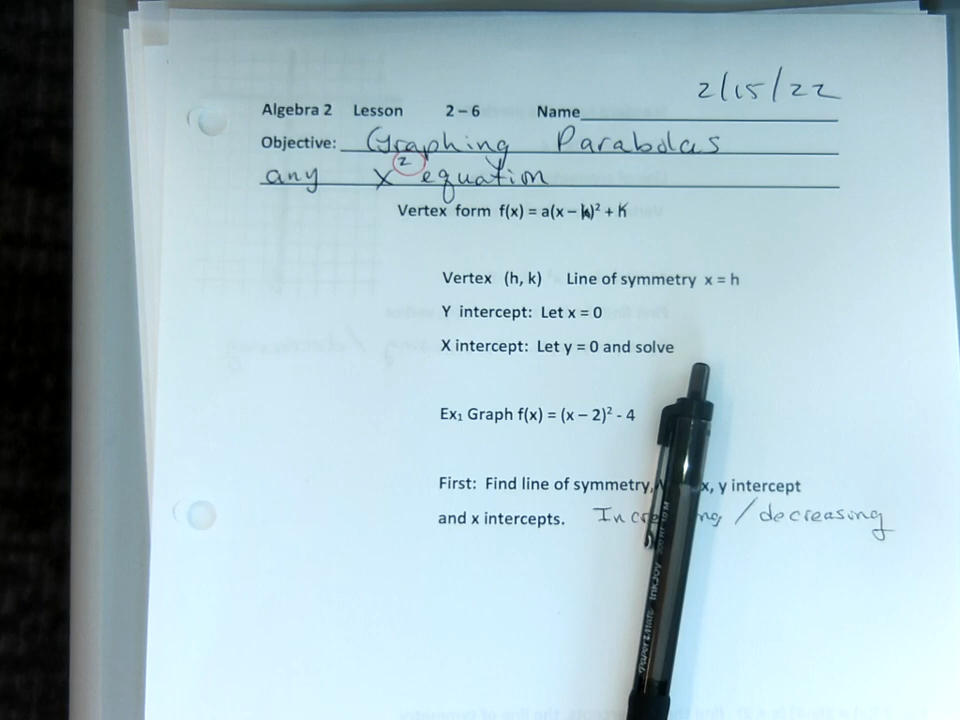 2/15/22
Algebra 2 Lesson 2 – 6 Name
Objective: Graphing Parabolas
any x² equation
Vertex form f(x) = a(x – h)² + K
Vertex (h, k) Line of symmetry x = h
Y intercept: Let x = 0
X intercept: Let y = 0 and solve
Ex₁ Graph f(x) = (x – 2)² - 4
First: Find line of symmetry, y intercept
and x intercepts. / decreasing
PaperMate InkJoy